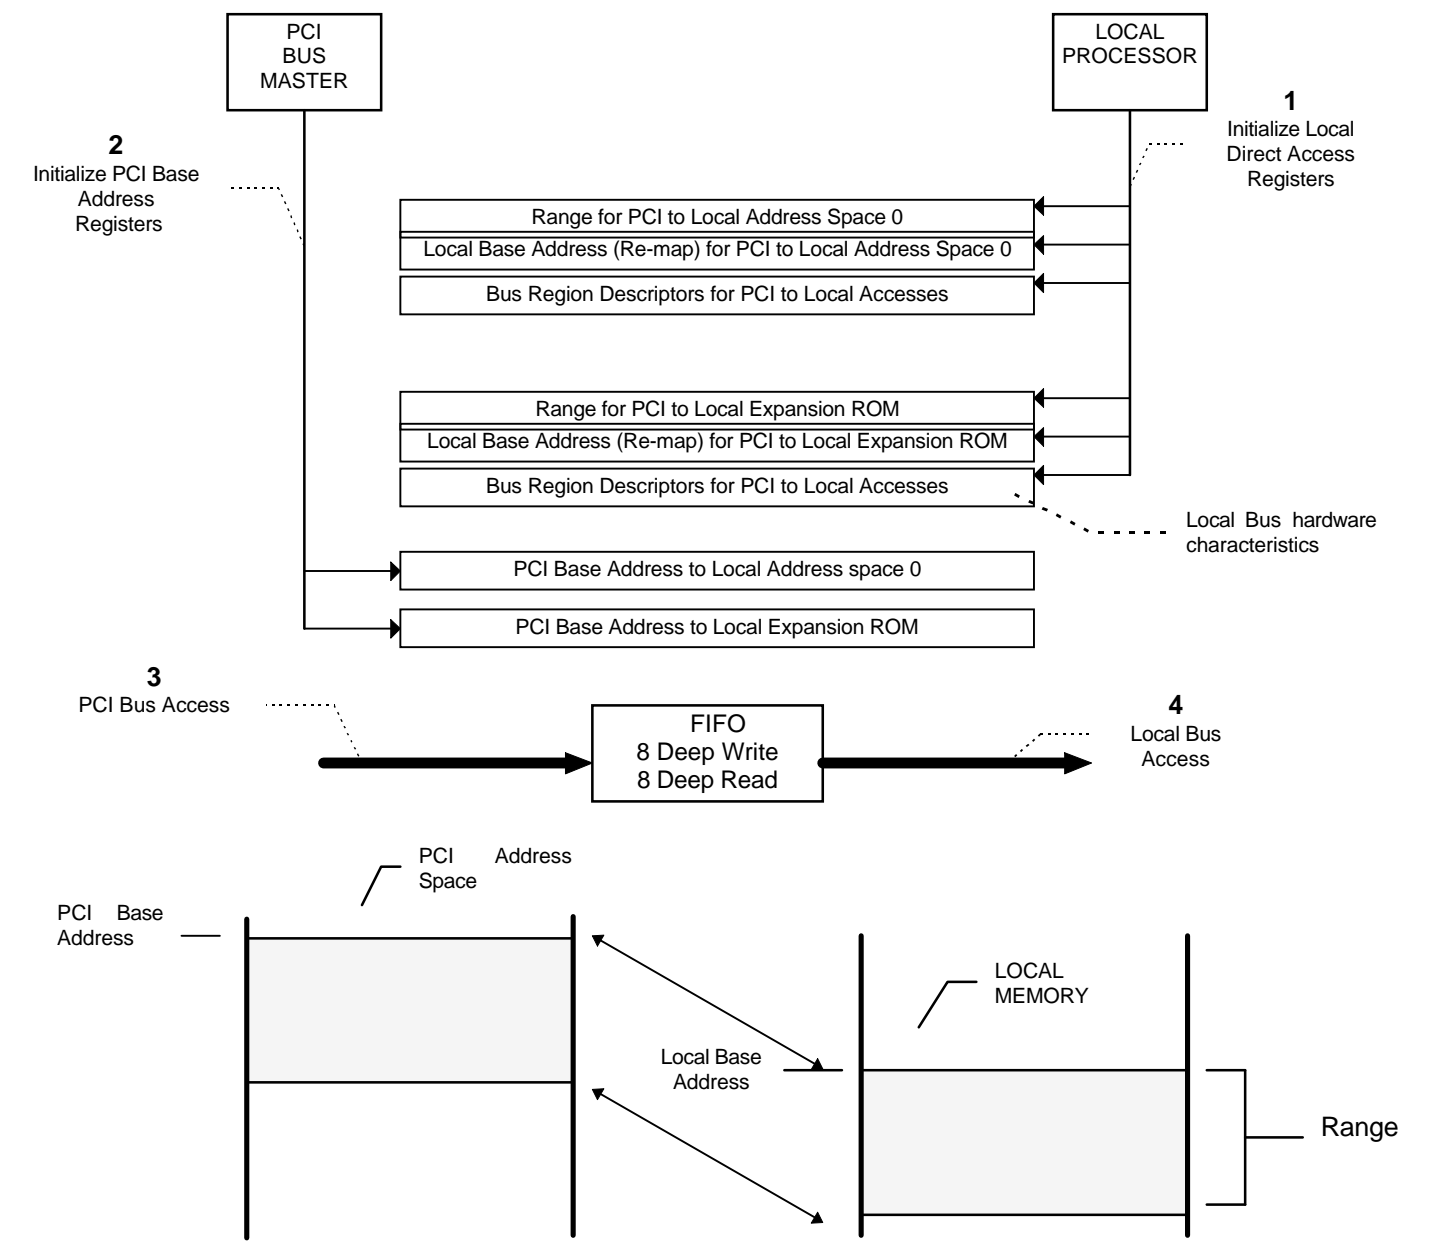 PCI
BUS
MASTER
LOCAL
PROCESSOR
1
Initialize Local
Direct Access
Registers
2
Initialize PCI Base
Address
Registers
Range for PCI to Local Address Space 0
Local Base Address (Re-map) for PCI to Local Address Space 0
Bus Region Descriptors for PCI to Local Accesses
Range for PCI to Local Expansion ROM
Local Base Address (Re-map) for PCI to Local Expansion ROM
Bus Region Descriptors for PCI to Local Accesses
Local Bus hardware
characteristics
PCI Base Address to Local Address space 0
PCI Base Address to Local Expansion ROM
3
PCI Bus Access
FIFO
8 Deep Write
8 Deep Read
4
Local Bus
Access
PCI Address
Space
PCI Base
Address
LOCAL
MEMORY
Local Base
Address
Range